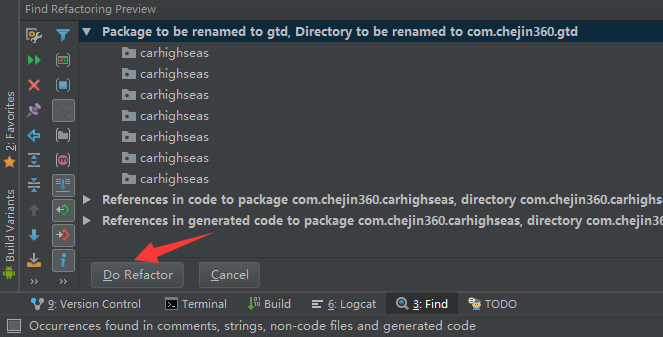 Find Refactoring Preview
Package to be renamed to gtd, Directory to be renamed to com.chejin360.gtd
carhighseas
carhighseas
carhighseas
carhighseas
carhighseas
carhighseas
carhighseas
References in code to package com.chejin360.carhighseas, directory com.chejin360.carhighse
References in generated code to package com.chejin360.carhighseas, directory com.chejin360
2: Favorites
Build Variants
Do Refactor
Cancel
9: Version Control
Terminal
Build
6: Logcat
3: Find
TODO
Occurrences found in comments, strings, non-code files and generated code